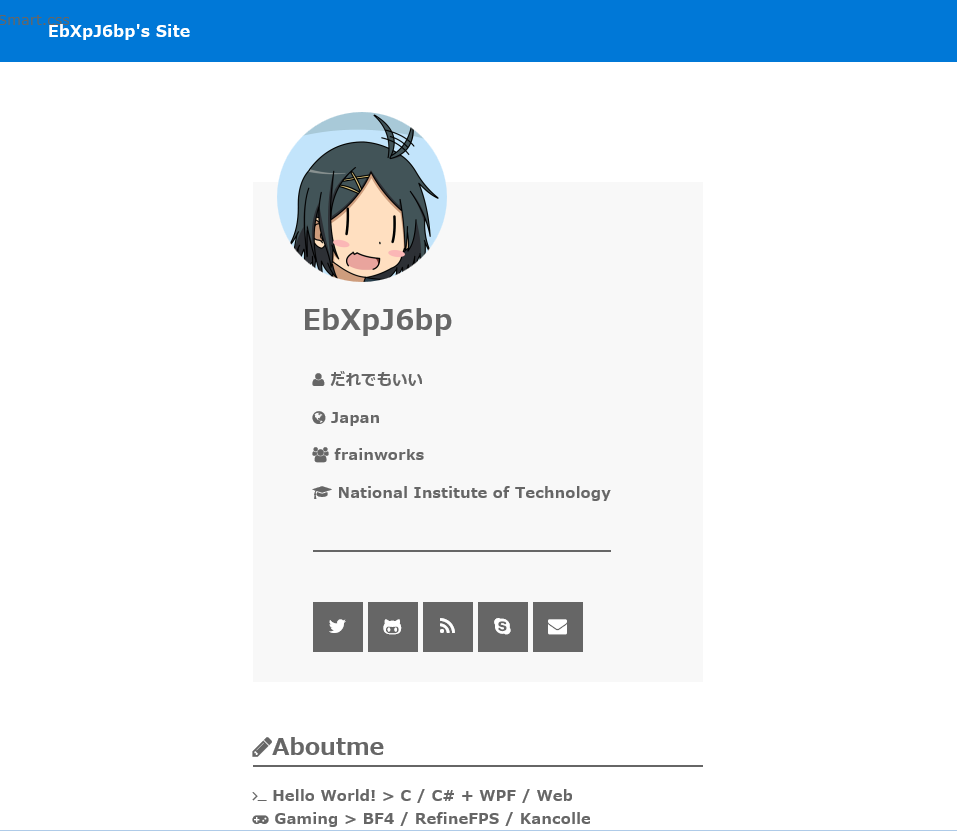 EbXpJ6bp's Site
EbXpJ6bp
だれでもいい
Japan
frainworks
National Institute of Technology
Aboutme
Hello World! > C / C# + WPF / Web
Gaming > BF4 / RefineFPS / Kancolle